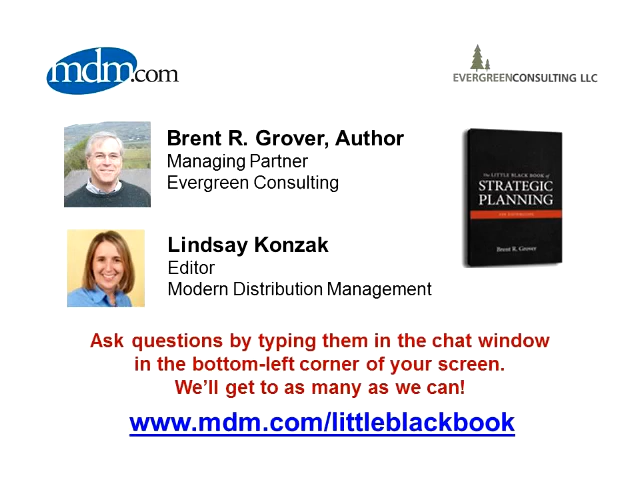 mdm.com
EVERGREENCONSULTING LLC
Brent R. Grover, Author
Managing Partner
Evergreen Consulting
The LITTLE BLACK BOOK of
STRATEGIC
PLANNING
FOR DISTRIBUTORS
Brent R. Grover
Lindsay Konzak
Editor
Modern Distribution Management
Ask questions by typing them in the chat window
in the bottom-left corner of your screen.
We'll get to as many as we can!
www.mdm.com/littleblackbook